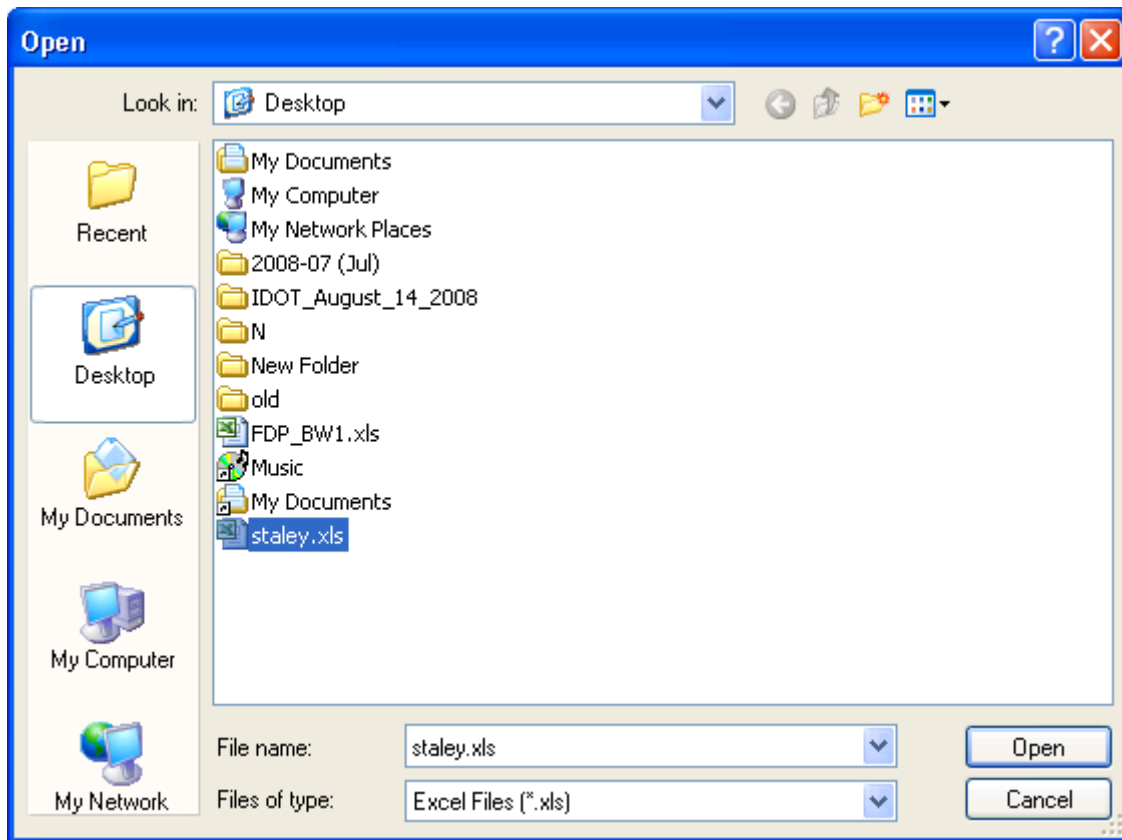 Open
Look in: Desktop
Recent
Desktop
My Documents
My Computer
My Network
My Documents
My Computer
My Network Places
2008-07 (Jul)
IDOT_August_14_2008
N
New Folder
old
FDP_BW1.xls
Music
My Documents
staley.xls
File name: staley.xls Open
Files of type: Excel Files (*.xls) Cancel